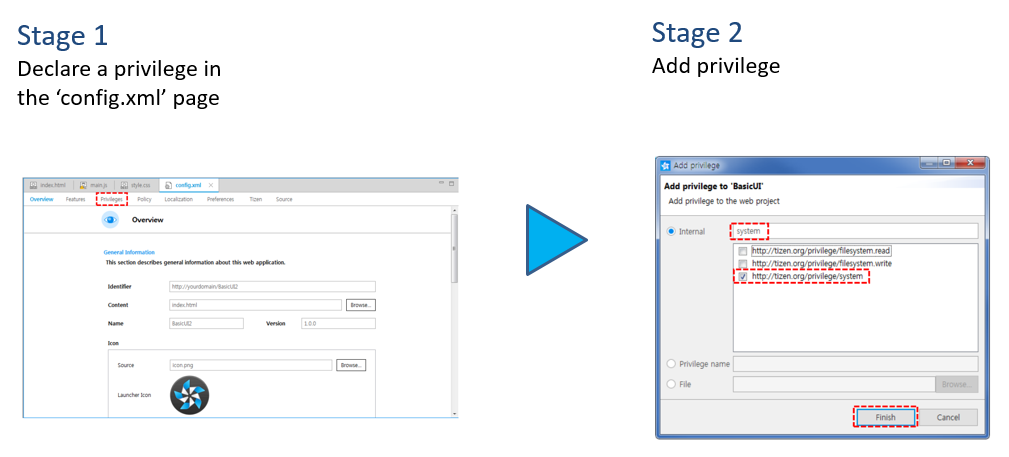 Stage 1
Declare a privilege in
the ‘config.xml’ page
index.html
main.js
style.css
config.xml
Overview Features Privileges Policy Localization Preferences Tizen Source
Overview
General Information
This section describes general information about this web application.
Identifier http://yourdomain/BasicUI2
Content index.html Browse...
Name BasicUI2 Version 1.0.0
Icon
Source icon.png Browse...
Launcher Icon
Stage 2
Add privilege
Add privilege
Add privilege to 'BasicUI'
Add privilege to the web project
Internal system
http://tizen.org/privilege/filesystem.read
http://tizen.org/privilege/filesystem.write
http://tizen.org/privilege/system
Privilege name
File Browse...
Finish Cancel